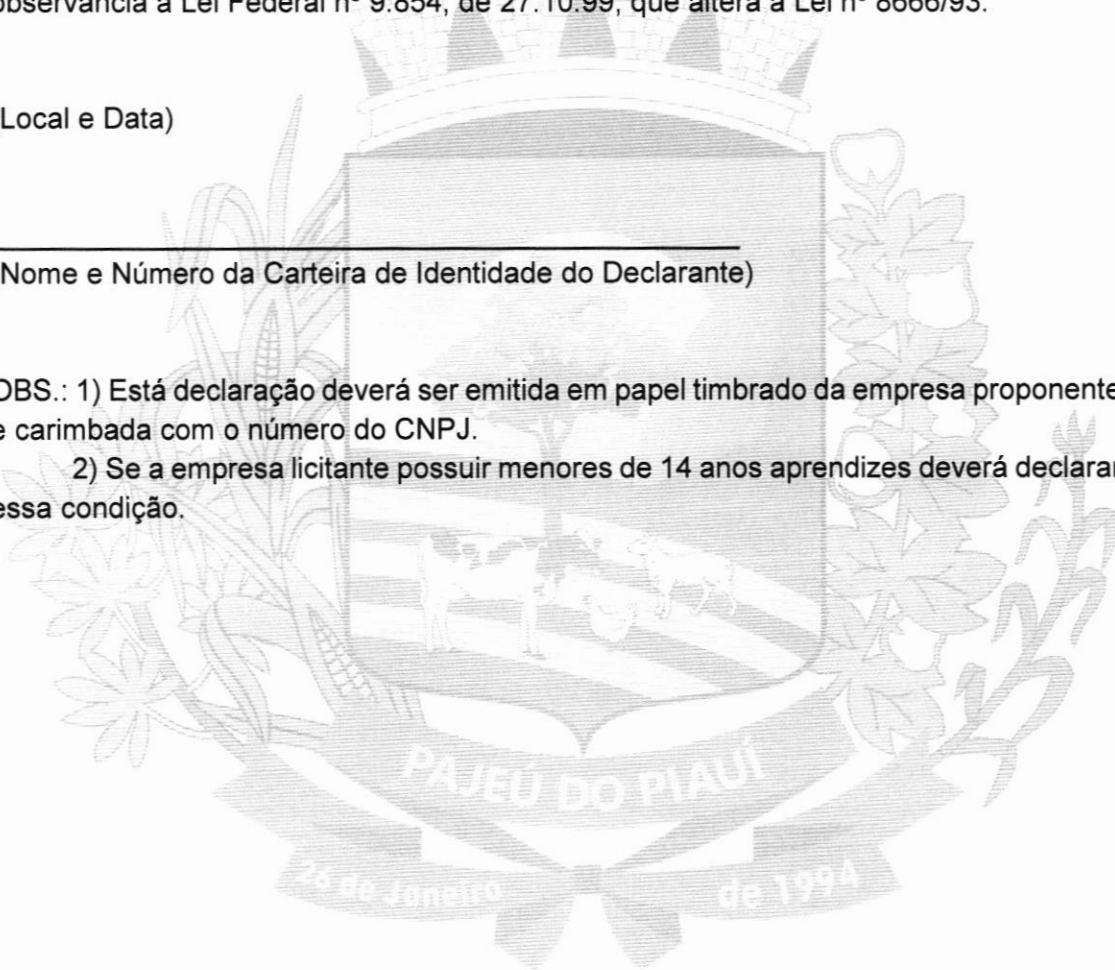 observância à Lei Federal nº 9.854, de 27.10.99, que altera a Lei nº 8666/93.
Local e Data)
Nome e Número da Carteira de Identidade do Declarante)
OBS.: 1) Está declaração deverá ser emitida em papel timbrado da empresa proponente
e carimbada com o número do CNPJ.
2) Se a empresa licitante possuir menores de 14 anos aprendizes deverá declarar
essa condição.
PAJEÚ DO PIAUÍ
26 de Janeiro de 1994